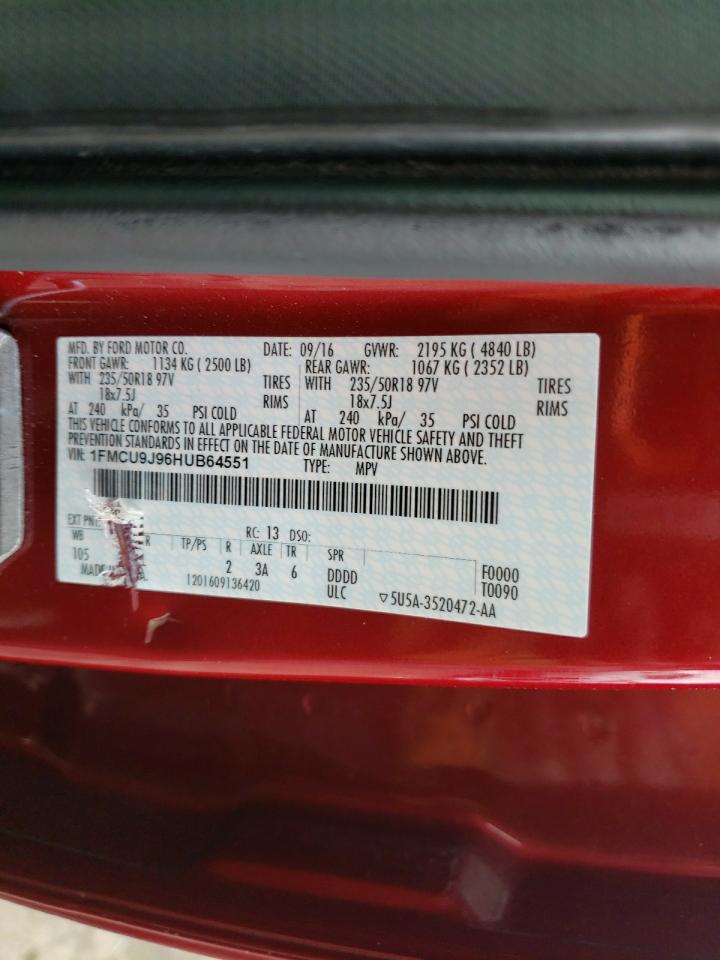 MFD. BY FORD MOTOR CO. DATE: 09/16 GVWR: 2195 KG ( 4840 LB)
FRONT GAWR: 1134 KG ( 2500 LB) REAR GAWR: 1067 KG ( 2352 LB)
WITH 235/50R18 97V TIRES WITH 235/50R18 97V TIRES
18x7.5J RIMS 18x7.5J RIMS
AT 240 kPa/ 35 PSI COLD AT 240 kPa/ 35 PSI COLD
THIS VEHICLE CONFORMS TO ALL APPLICABLE FEDERAL MOTOR VEHICLE SAFETY AND THEFT
PREVENTION STANDARDS IN EFFECT ON THE DATE OF MANUFACTURE SHOWN ABOVE.
VIN: 1FMCU9J96HUB64551 TYPE: MPV
EXT PNT: RC: 13 DSO:
WB R TP/PS R AXLE TR SPR
105 2 3A 6 DDDD F0000
MADE A. 1201609136420 ULC ▽5U5A-3520472-AA T0090